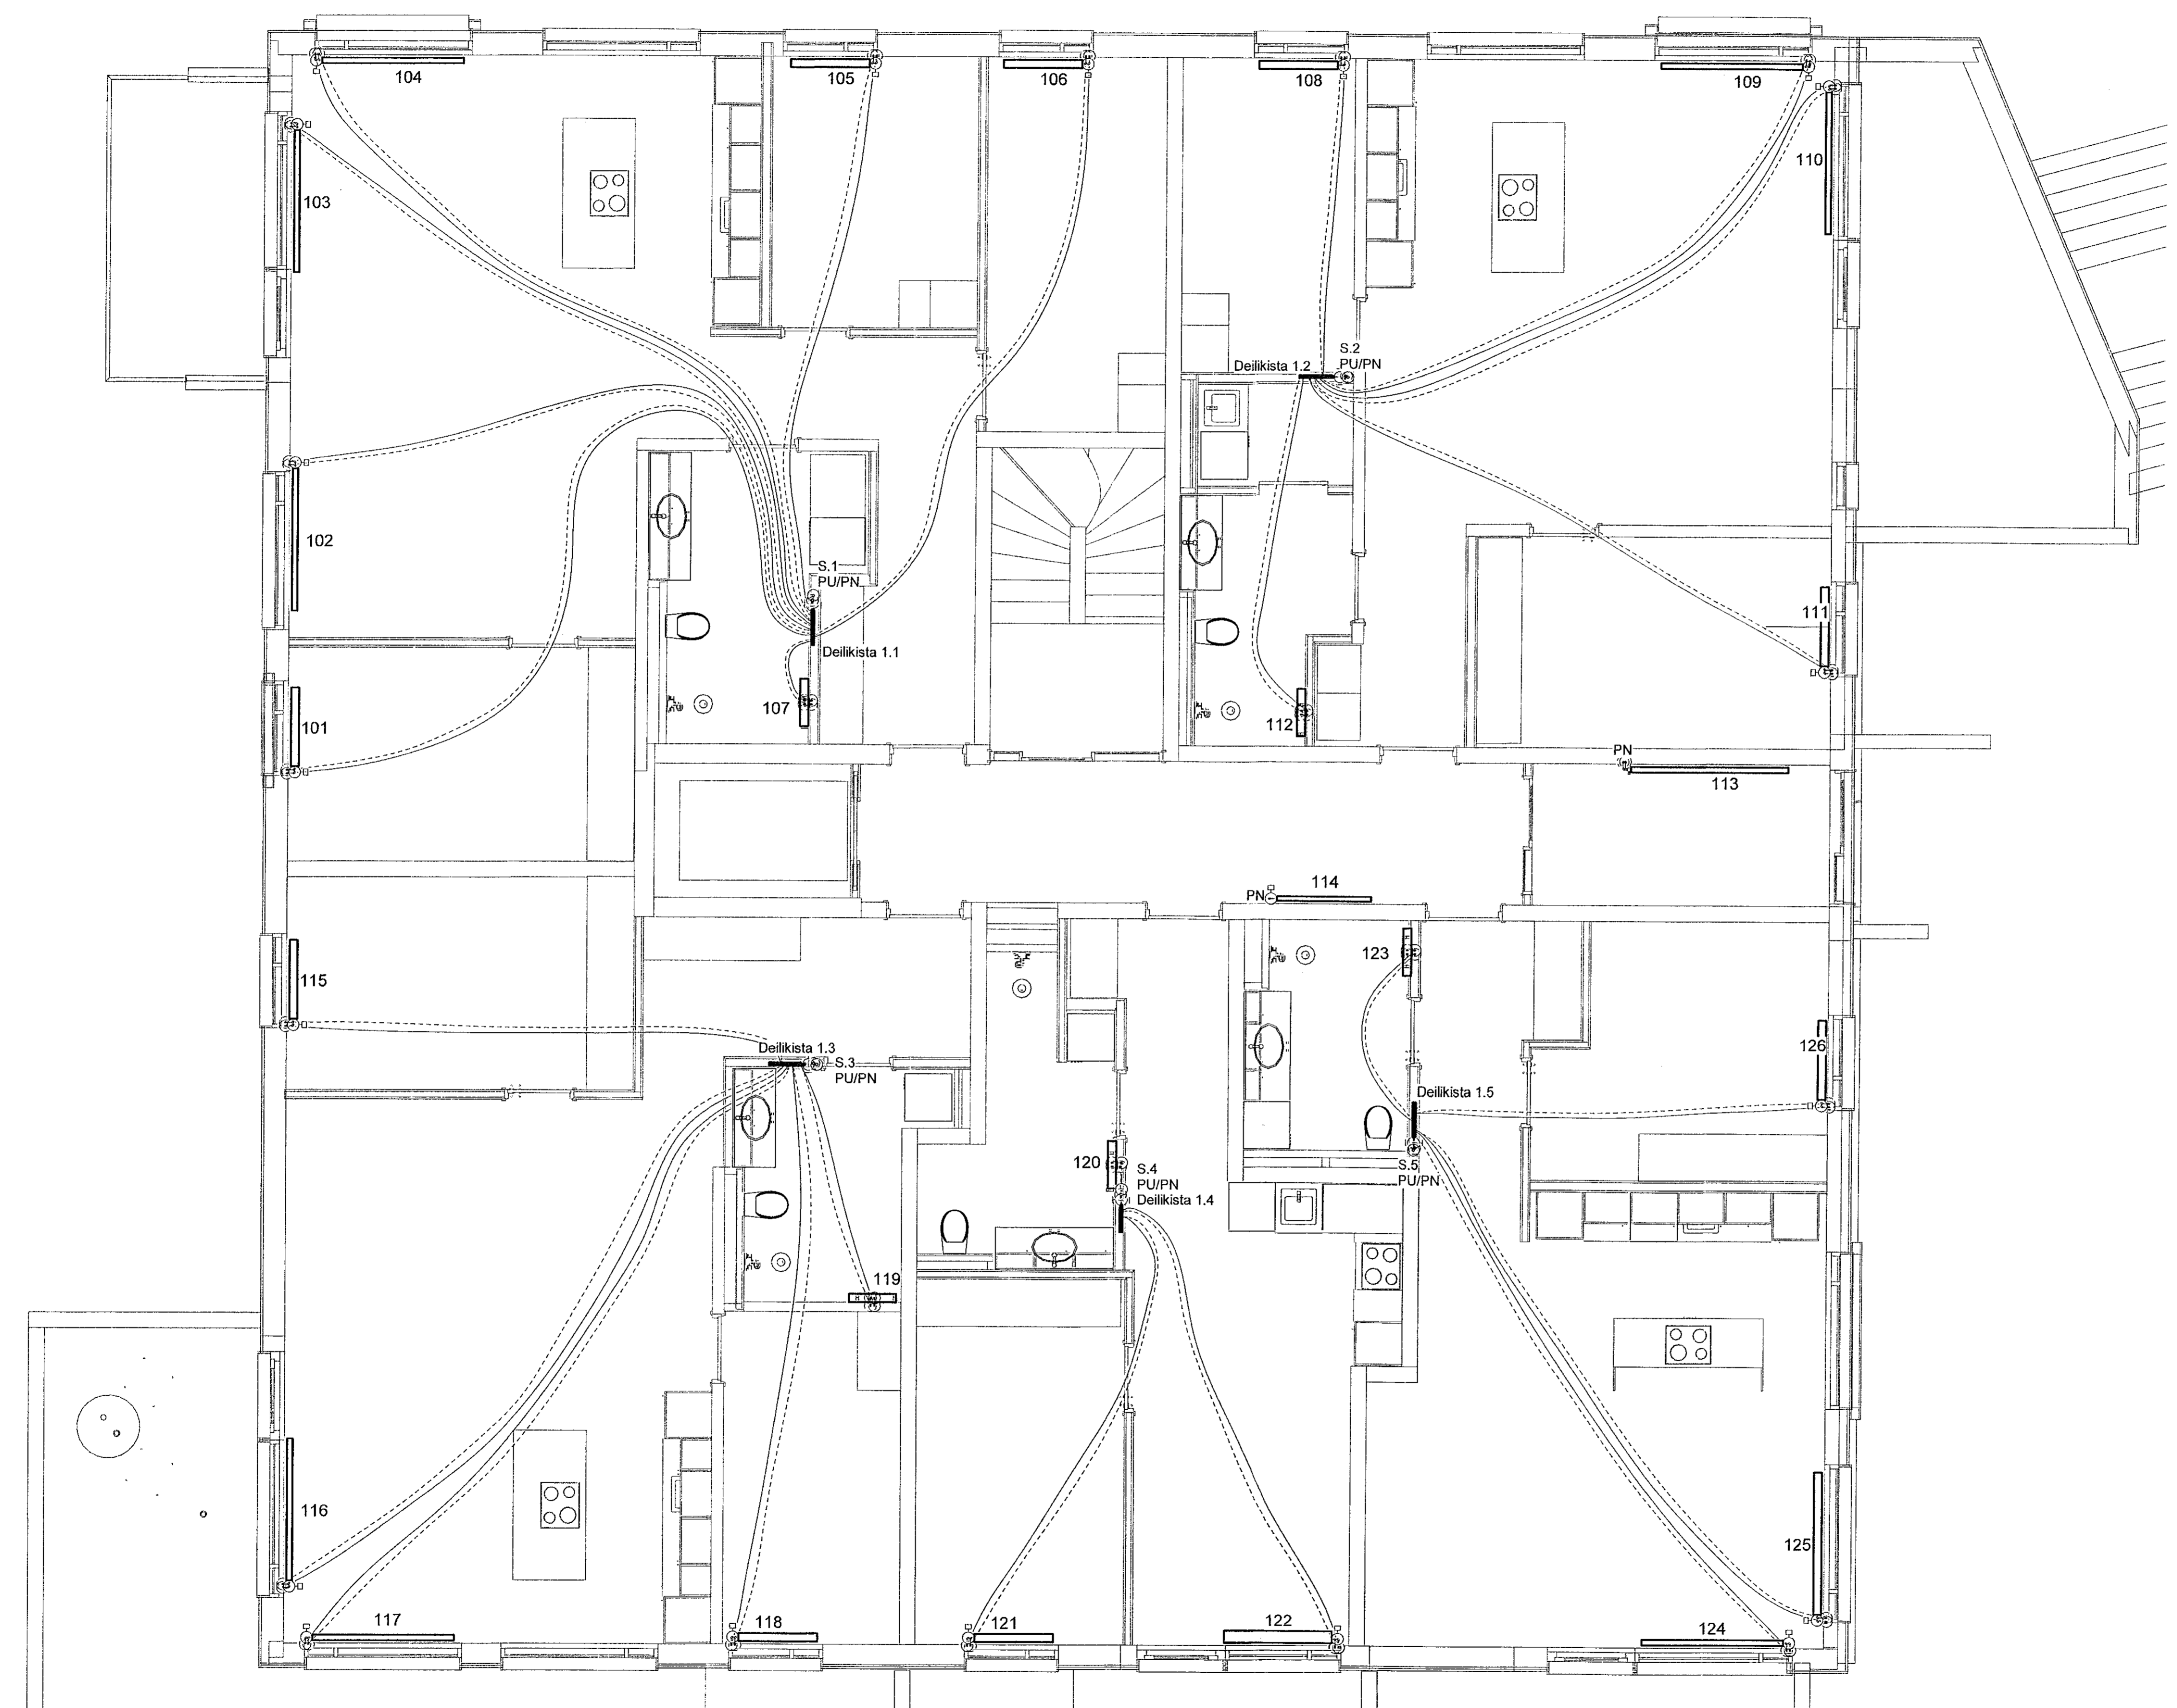 104
105
106
108
109
103
110
S.2
PU/PN
Deilikista 1.2
102
S.1
PU/PN
111
Deilikista 1.1
101
107
112
PN
113
114
PN
123
115
Deilikista 1.3
S.3
PU/PN
126
Deilikista 1.5
120
S.4
PU/PN
Deilikista 1.4
S.5
PU/PN
119
116
125
117
118
121
122
124